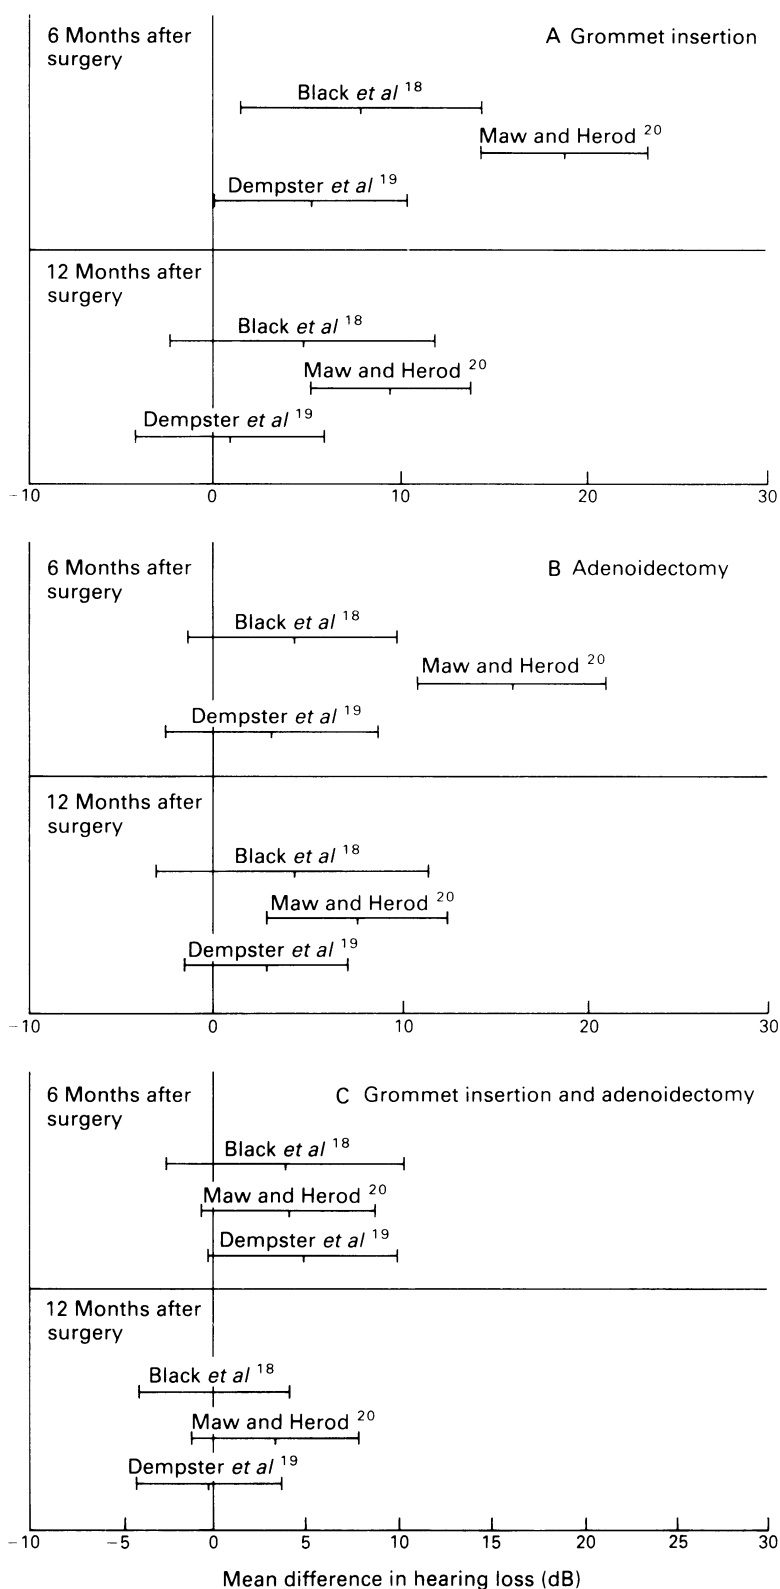 6 Months after
surgery
A Grommet insertion
Black et al 18
Maw and Herod 20
Dempster et al 19
12 Months after
surgery
Black et al 18
Maw and Herod 20
Dempster et al 19
−10 0 10 20 30
6 Months after
surgery
B Adenoidectomy
Black et al 18
Maw and Herod 20
Dempster et al 19
12 Months after
surgery
Black et al 18
Maw and Herod 20
Dempster et al 19
−10 0 10 20 30
6 Months after
surgery
C Grommet insertion and adenoidectomy
Black et al 18
Maw and Herod 20
Dempster et al 19
12 Months after
surgery
Black et al 18
Maw and Herod 20
Dempster et al 19
−10 −5 0 5 10 15 20 25 30
Mean difference in hearing loss (dB)